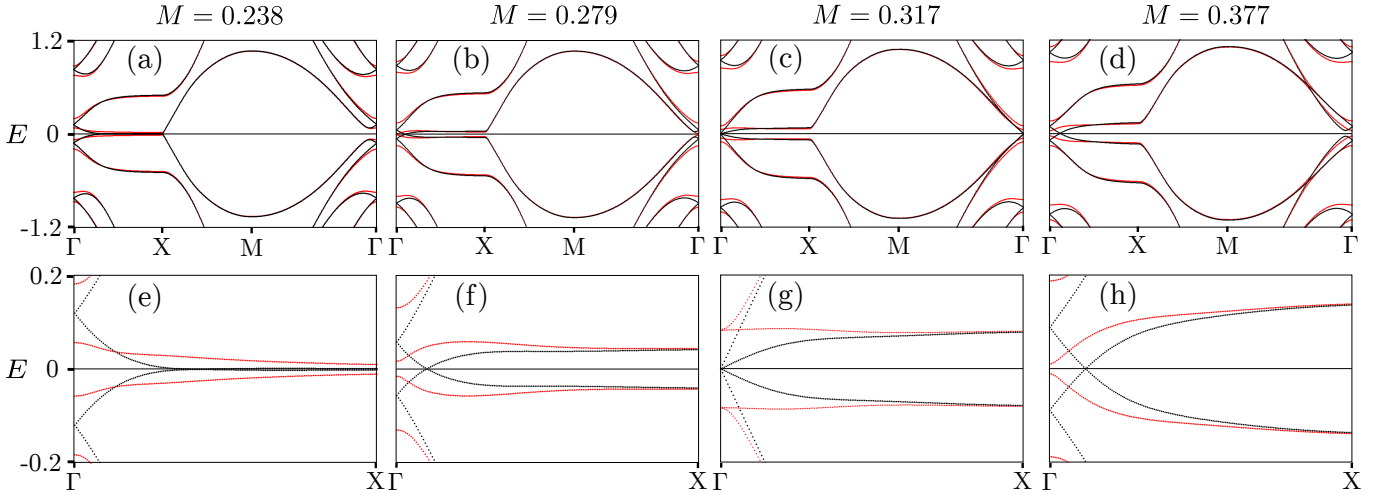 M = 0.238 M = 0.279 M = 0.317 M = 0.377
1.2 (a) (b) (c) (d)
E 0
-1.2
Γ X M Γ Γ X M Γ Γ X M Γ Γ X M Γ
0.2 (e) (f) (g) (h)
E 0
-0.2
Γ X Γ X Γ X Γ X